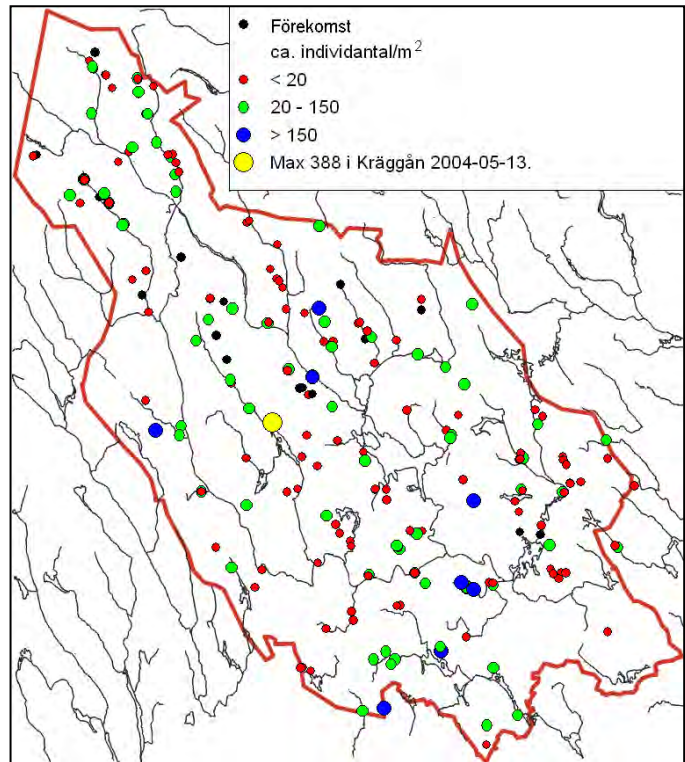 Förekomst
ca. individantal/m²
< 20
20 - 150
> 150
Max 388 i Kräggån 2004-05-13.